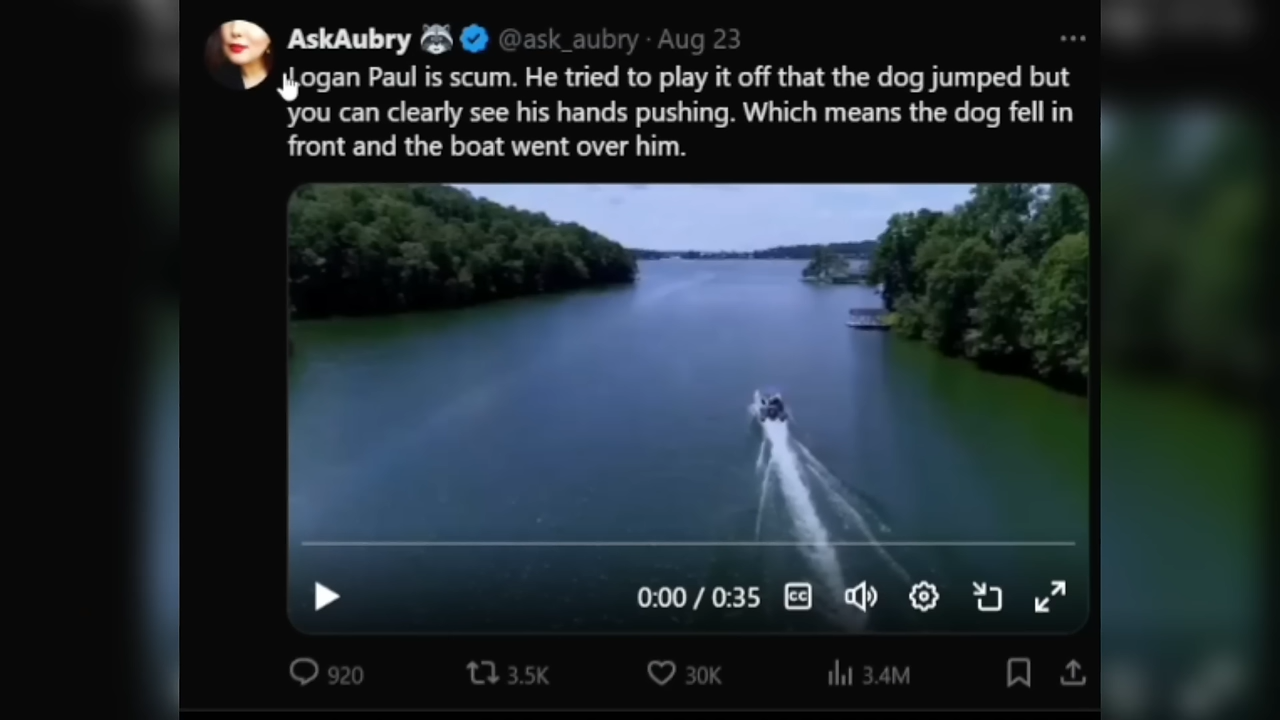 AskAubry 🦝 @ask_aubry · Aug 23
Logan Paul is scum. He tried to play it off that the dog jumped but
you can clearly see his hands pushing. Which means the dog fell in
front and the boat went over him.
0:00 / 0:35 CC
920 3.5K 30K 3.4M